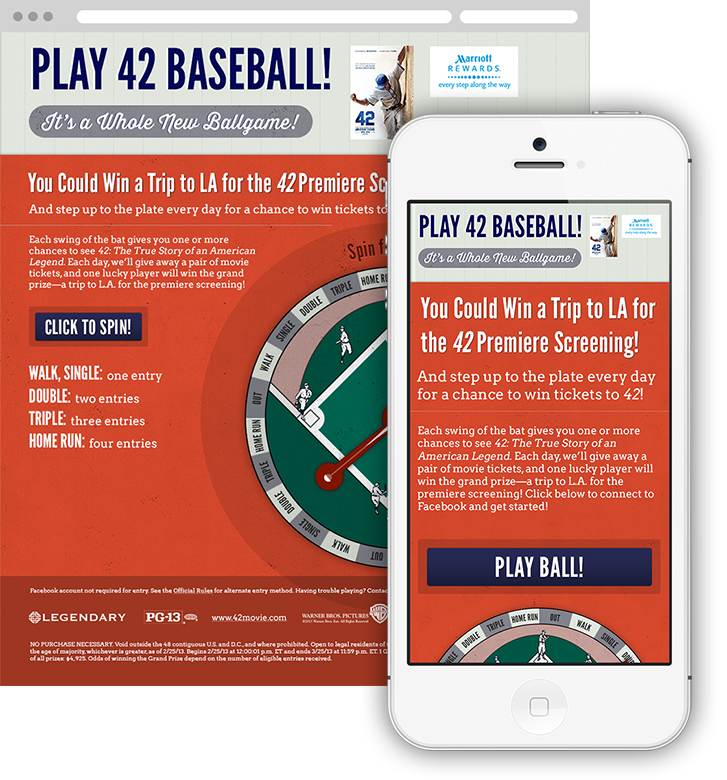 PLAY 42 BASEBALL!
It's a Whole New Ballgame!
42
Marriott
REWARDS.
every step along the way
You Could Win a Trip to LA for the 42 Premiere Sc
And step up to the plate every day for a chance to win tickets to
Each swing of the bat gives you one or more
chances to see 42: The True Story of an American
Legend. Each day, we'll give away a pair of movie
tickets, and one lucky player will win the grand
prize—a trip to L.A. for the premiere screening!
CLICK TO SPIN!
WALK, SINGLE: one entry
DOUBLE: two entries
TRIPLE: three entries
HOME RUN: four entries
Spin f
HOME RUN
TRIPLE
DOUBLE
SINGLE
WALK
OUT
HOME RUN
TRIPLE
DOUBLE
SINGLE
WALK
OUT
Facebook account not required for entry. See the Official Rules for alternate entry method. Having trouble playing? Contac
LEGENDARY
PG-13
www.42movie.com
WARNER BROS. PICTURES
NO PURCHASE NECESSARY. Void outside the 48 contiguous U.S. and D.C., and where prohibited. Open to legal residents of t
the age of majority, whichever is greater, as of 2/25/13. Begins 2/25/13 at 12:00:01 p.m. ET and ends 3/25/13 at 11:59 p.m. ET. 1 G
of all prizes: $4,925. Odds of winning the Grand Prize depend on the number of eligible entries received.
PLAY 42 BASEBALL!
It's a Whole New Ballgame!
42
Marriott
REWARDS.
every step along the way
You Could Win a Trip to LA for
the 42 Premiere Screening!
And step up to the plate every day
for a chance to win tickets to 42!
Each swing of the bat gives you one or more
chances to see 42: The True Story of an
American Legend. Each day, we'll give away a
pair of movie tickets, and one lucky player will
win the grand prize—a trip to L.A. for the
premiere screening! Click below to connect to
Facebook and get started!
PLAY BALL!
SINGLE
DOUBLE
TRIPLE
HOME RUN
OUT
WALK
SINGLE